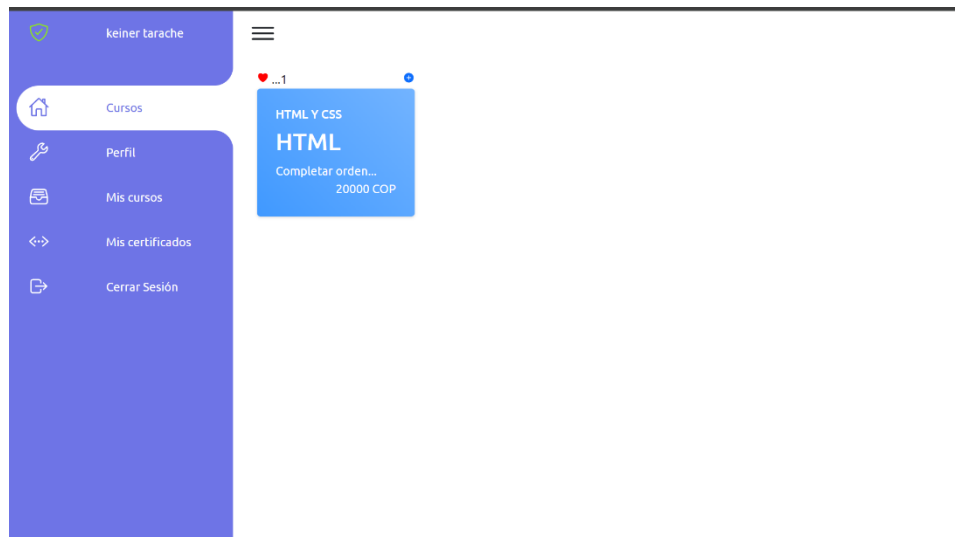 keiner tarache
Cursos
Perfil
Mis cursos
Mis certificados
Cerrar Sesión
...1
HTML Y CSS
HTML
Completar orden...
20000 COP